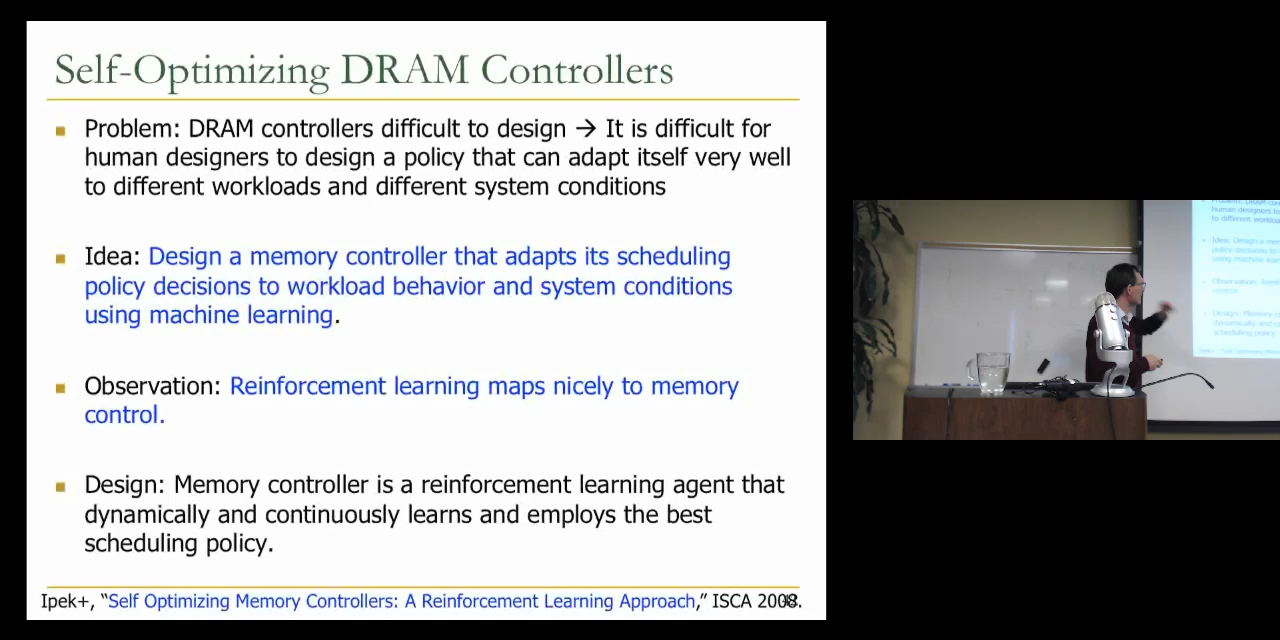 Self-Optimizing DRAM Controllers
Problem: DRAM controllers difficult to design → It is difficult for
human designers to design a policy that can adapt itself very well
to different workloads and different system conditions
Idea: Design a memory controller that adapts its scheduling
policy decisions to workload behavior and system conditions
using machine learning.
Observation: Reinforcement learning maps nicely to memory
control.
Design: Memory controller is a reinforcement learning agent that
dynamically and continuously learns and employs the best
scheduling policy.
Ipek+, “Self Optimizing Memory Controllers: A Reinforcement Learning Approach,” ISCA 2008.